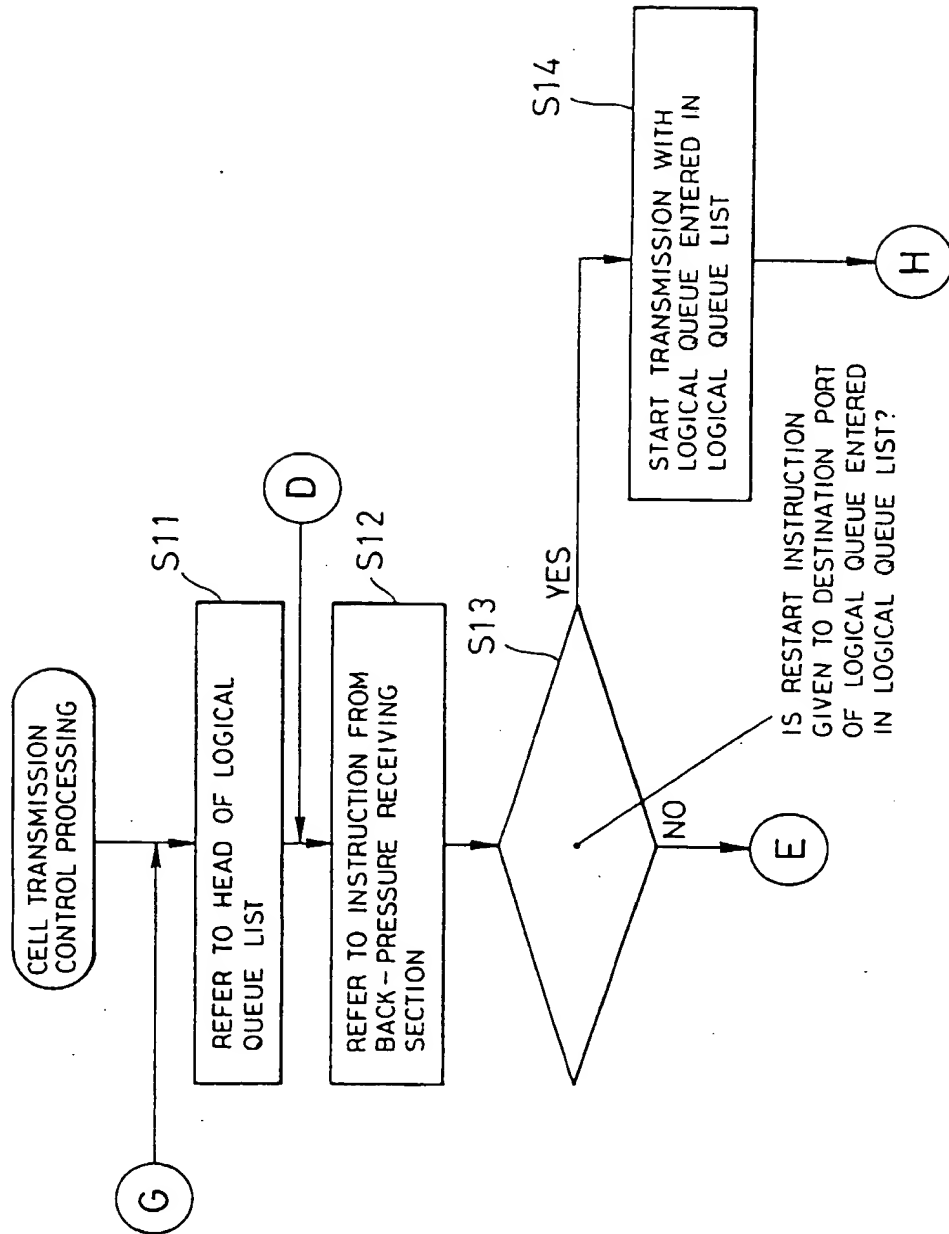 CELL TRANSMISSION
CONTROL PROCESSING
G
S11
REFER TO HEAD OF LOGICAL
QUEUE LIST
D
S12
REFER TO INSTRUCTION FROM
BACK-PRESSURE RECEIVING
SECTION
S13
YES
NO
IS RESTART INSTRUCTION
GIVEN TO DESTINATION PORT
OF LOGICAL QUEUE ENTERED
IN LOGICAL QUEUE LIST?
E
S14
START TRANSMISSION WITH
LOGICAL QUEUE ENTERED IN
LOGICAL QUEUE LIST
H